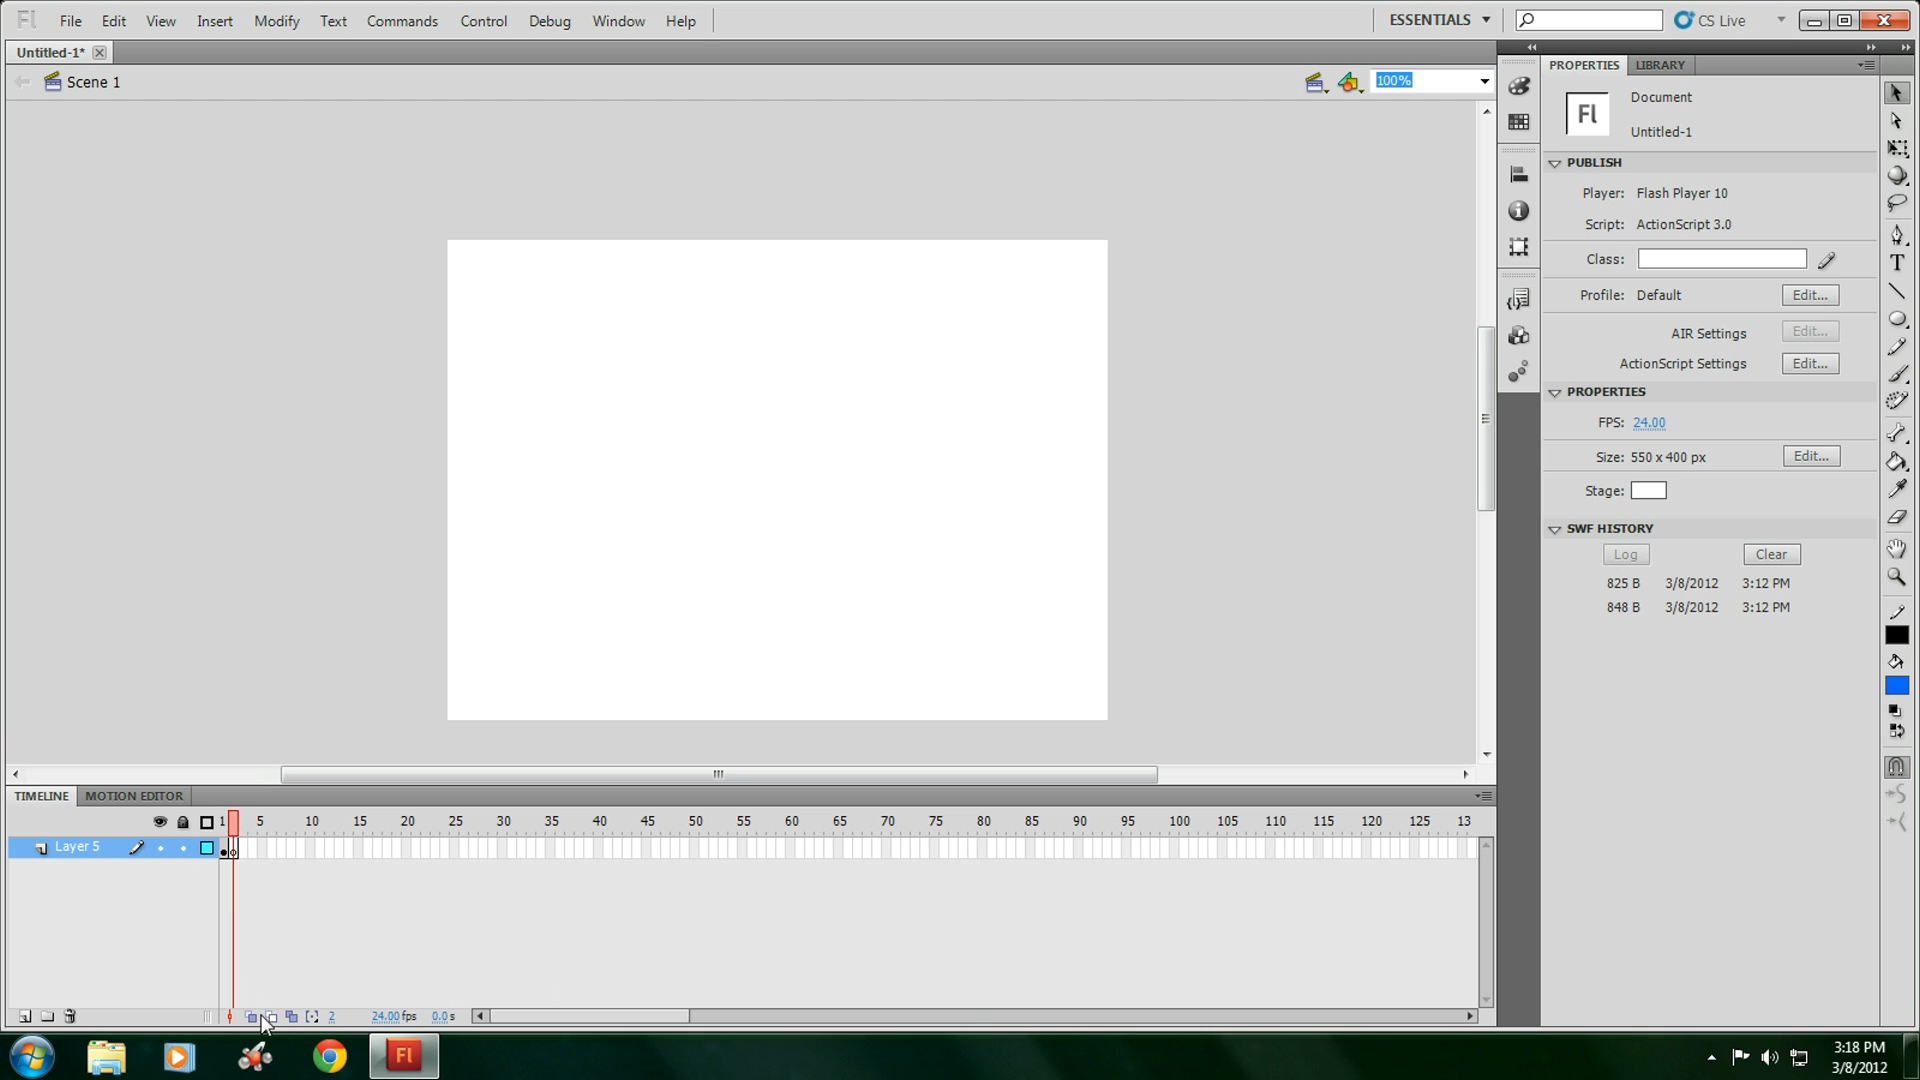 Fl File Edit View Insert Modify Text Commands Control Debug Window Help ESSENTIALS CS Live
Untitled-1*
Scene 1 100%
PROPERTIES LIBRARY
Fl Document
Untitled-1
PUBLISH
Player: Flash Player 10
Script: ActionScript 3.0
Class:
Profile: Default Edit...
AIR Settings Edit...
ActionScript Settings Edit...
PROPERTIES
FPS: 24.00
Size: 550 x 400 px Edit...
Stage:
SWF HISTORY
Log Clear
825 B 3/8/2012 3:12 PM
848 B 3/8/2012 3:12 PM
TIMELINE MOTION EDITOR
1 5 10 15 20 25 30 35 40 45 50 55 60 65 70 75 80 85 90 95 100 105 110 115 120 125 13
Layer 5
2 24.00 fps 0.0 s
Fl
3:18 PM
3/8/2012